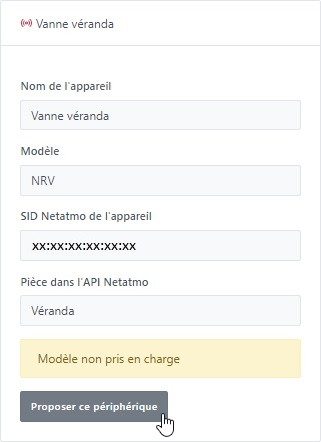 Vanne véranda
Nom de l'appareil
Vanne véranda
Modèle
NRV
SID Netatmo de l'appareil
xx:xx:xx:xx:xx:xx
Pièce dans l'API Netatmo
Véranda
Modèle non pris en charge
Proposer ce périphérique